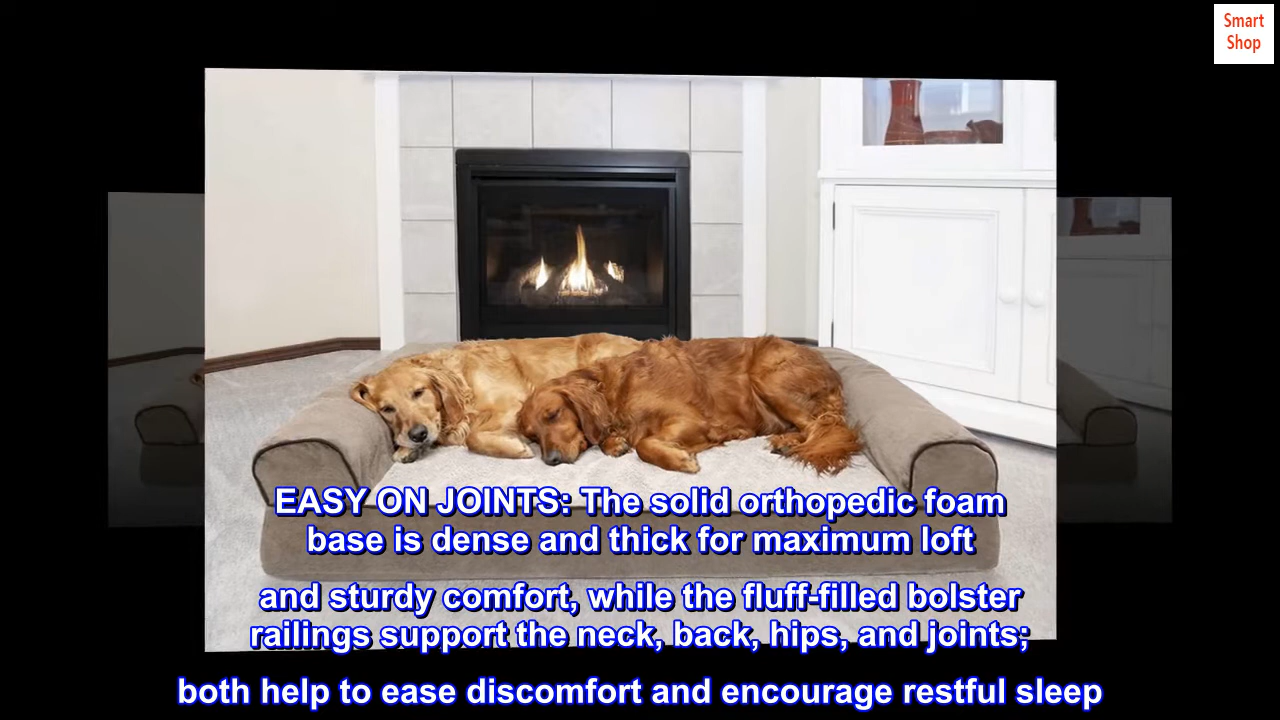 Smart
Shop
EASY ON JOINTS: The solid orthopedic foam
base is dense and thick for maximum loft
and sturdy comfort, while the fluff-filled bolster
railings support the neck, back, hips, and joints;
both help to ease discomfort and encourage restful sleep